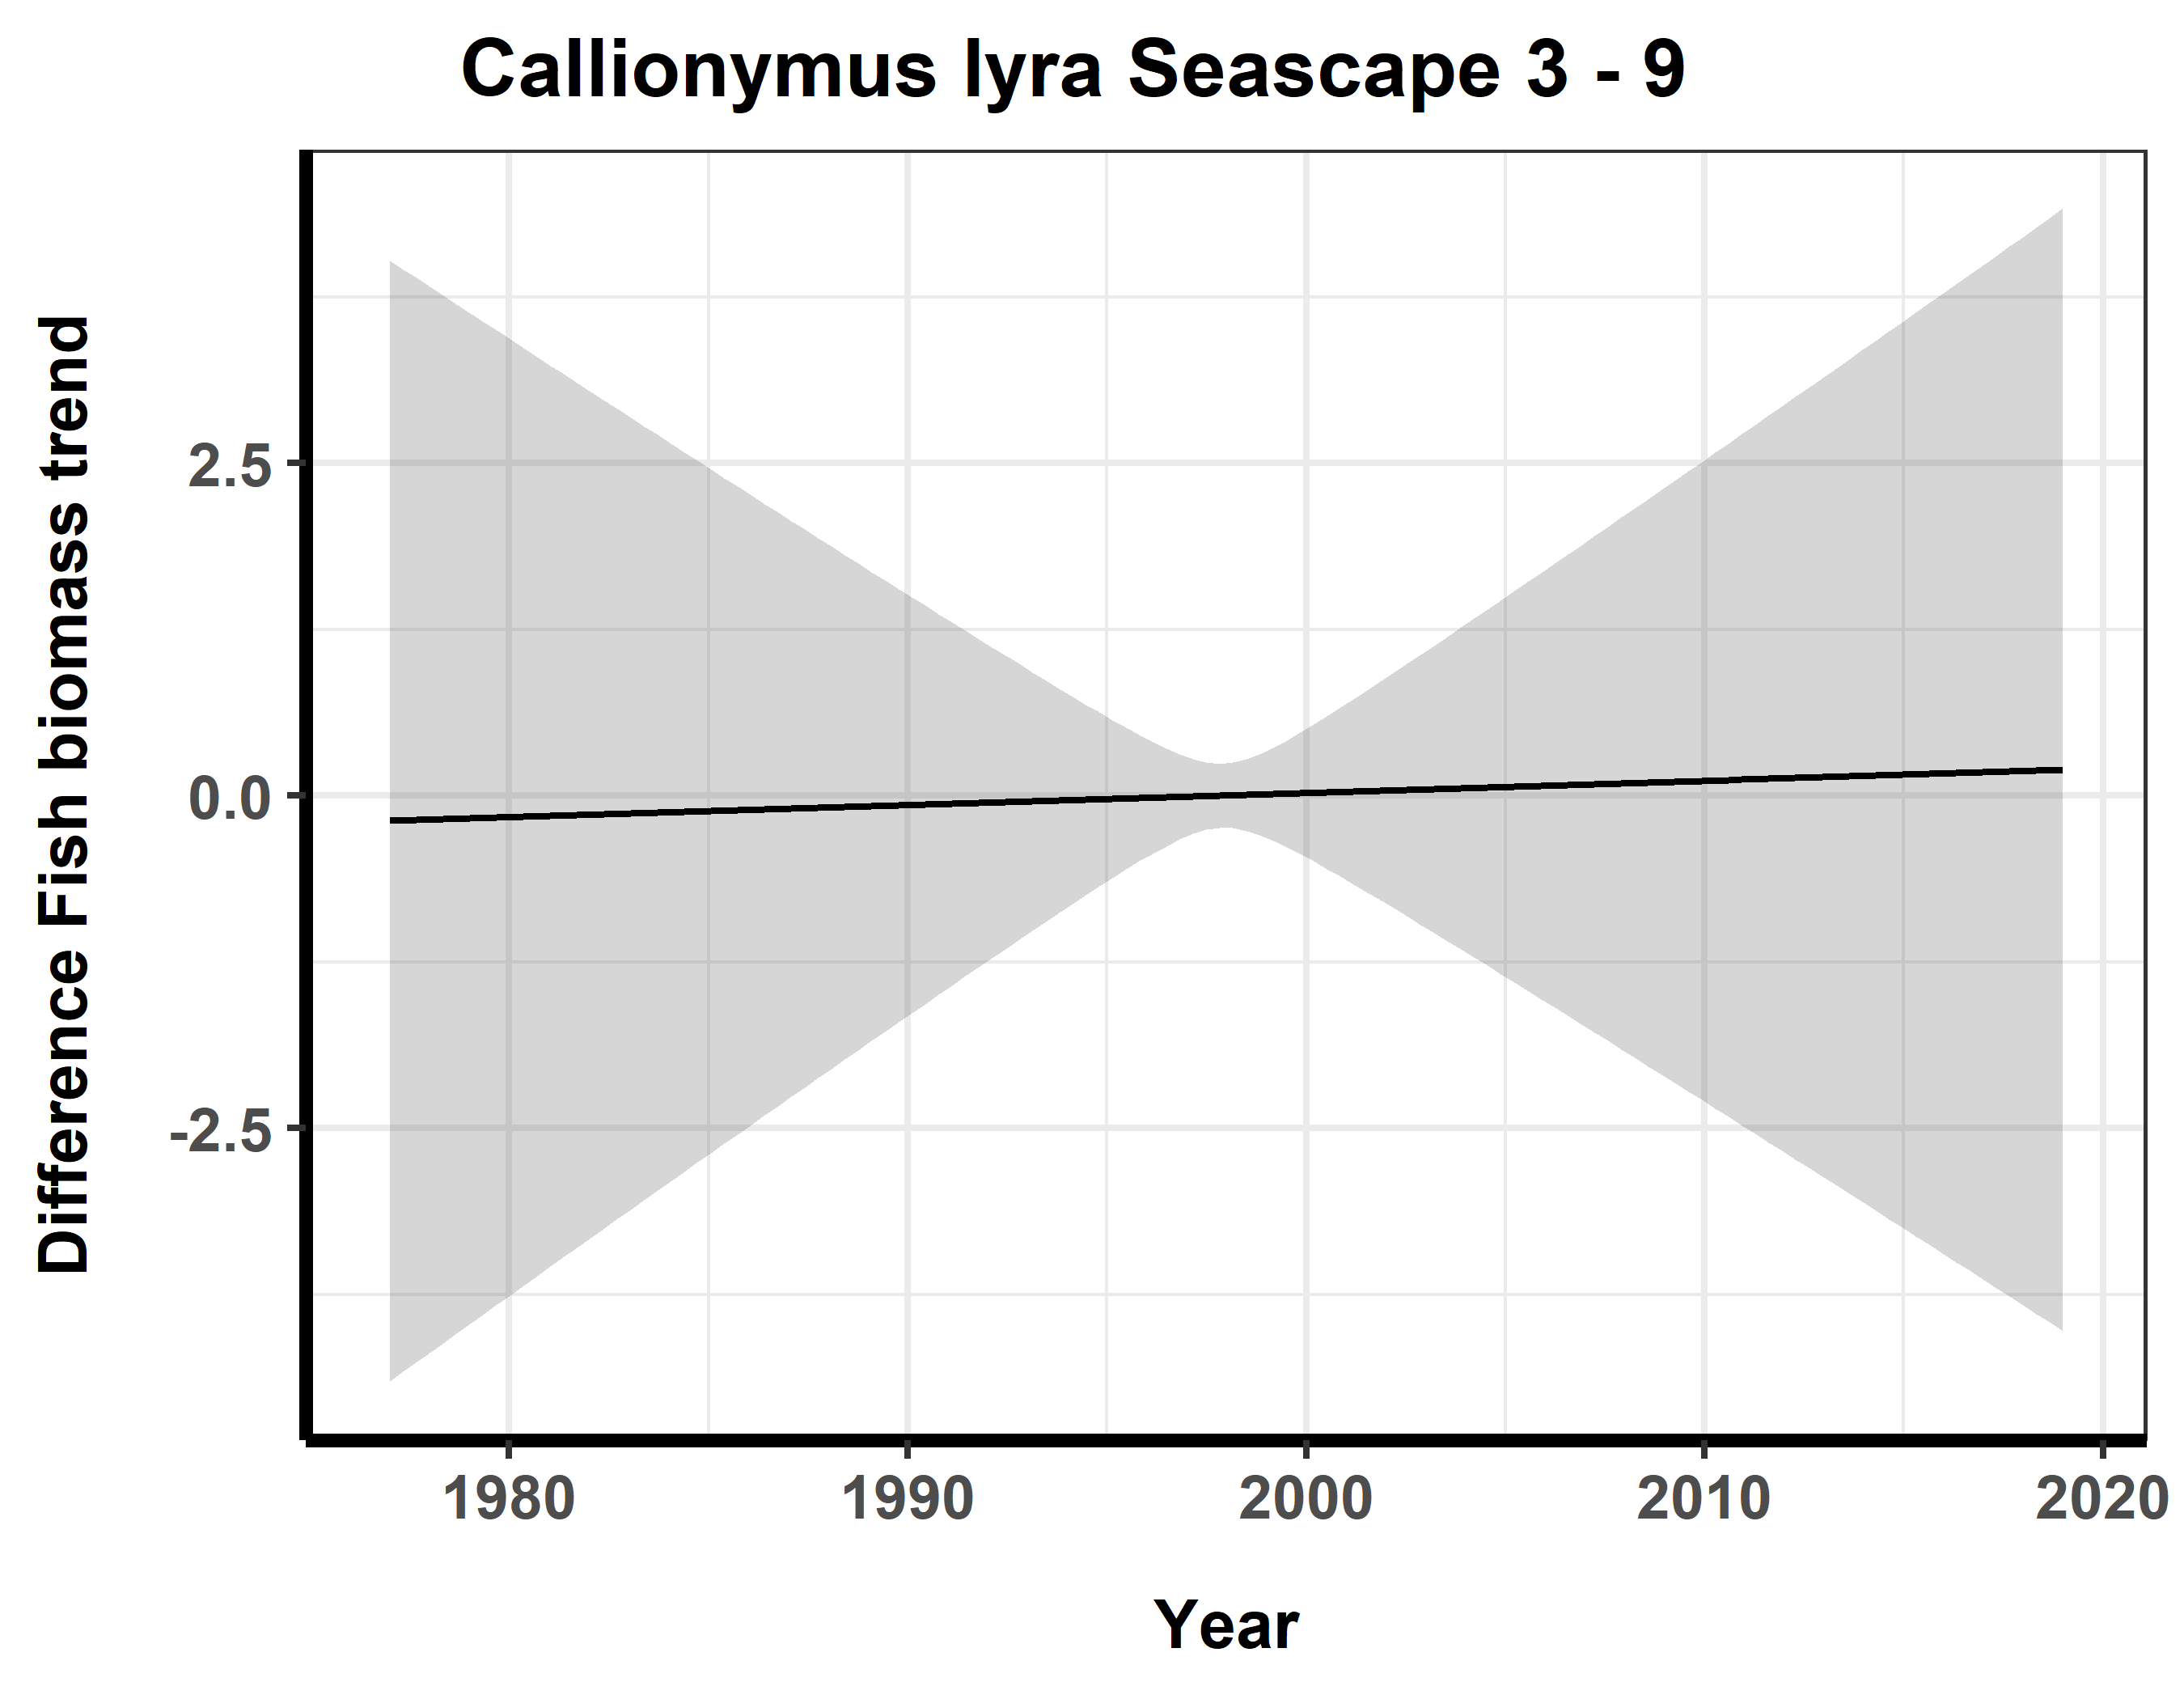 Callionymus lyra Seascape 3 - 9
Difference Fish biomass trend
2.5
0.0
-2.5
1980 1990 2000 2010 2020
Year